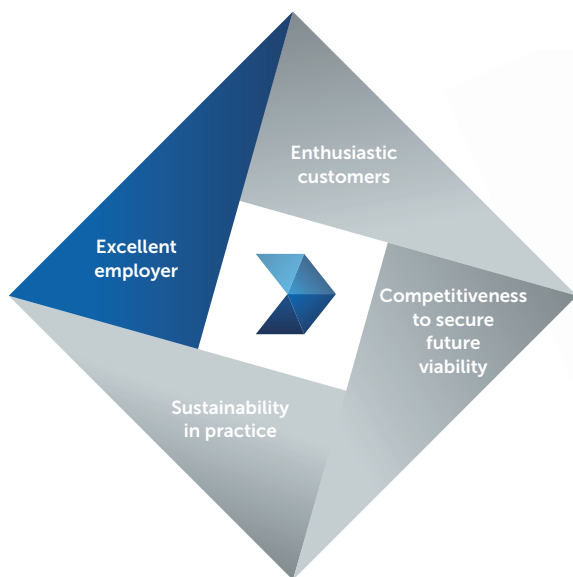 Enthusiastic
customers
Excellent
employer
Competitiveness
to secure
future
viability
Sustainability
in practice